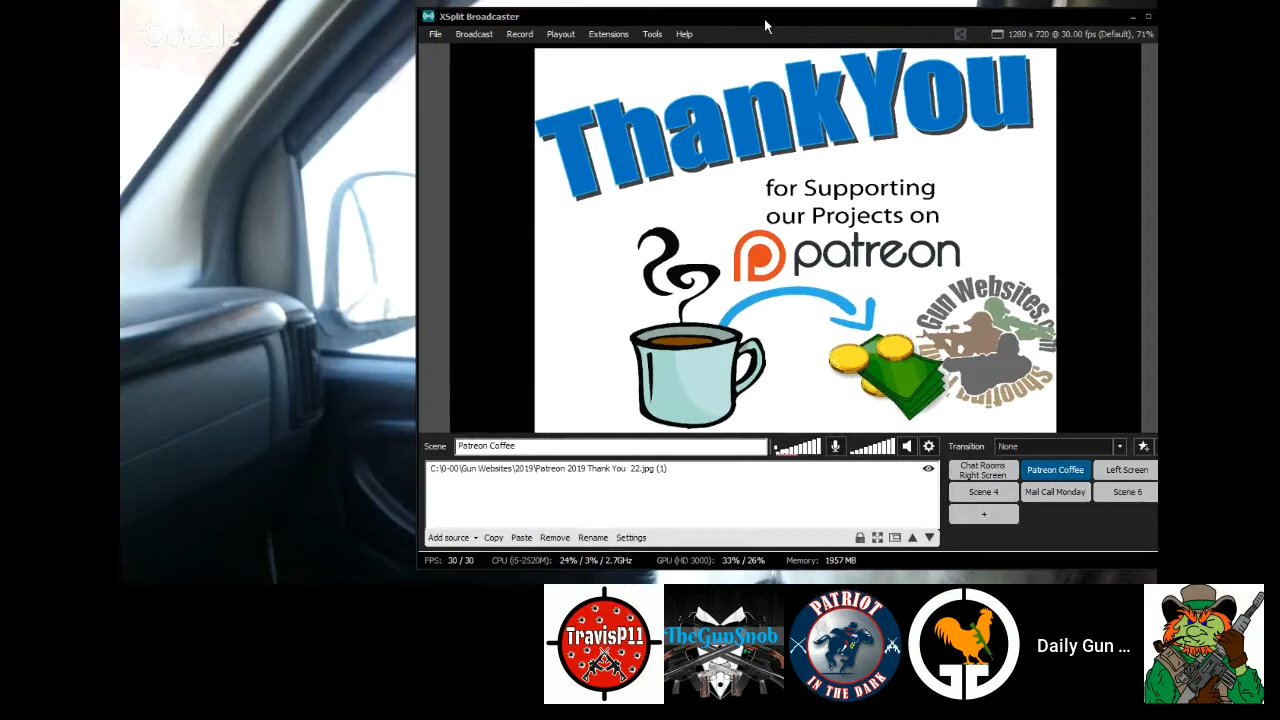 Google
XSplit Broadcaster
File Broadcast Record Playout Extensions Tools Help
1280 x 720 @ 30.00 fps (Default), 71%
ThankYou
for Supporting
our Projects on
patreon
Gun Websites.com
Shooting
Scene Patreon Coffee
Transition None
C:\0-00\Gun Websites\2019\Patreon 2019 Thank You 22.jpg (1)
Chat Rooms
Right Screen
Patreon Coffee Left Screen
Scene 4 Mail Call Monday Scene 6
+
Add source Copy Paste Remove Rename Settings
FPS: 30 / 30 CPU (i5-2520M): 24% / 3% / 2.7GHz GPU (HD 3000): 33% / 26% Memory: 1957 MB
TravisP11
TheGunSnob
PATRIOT
IN THE DARK
Daily Gun ...